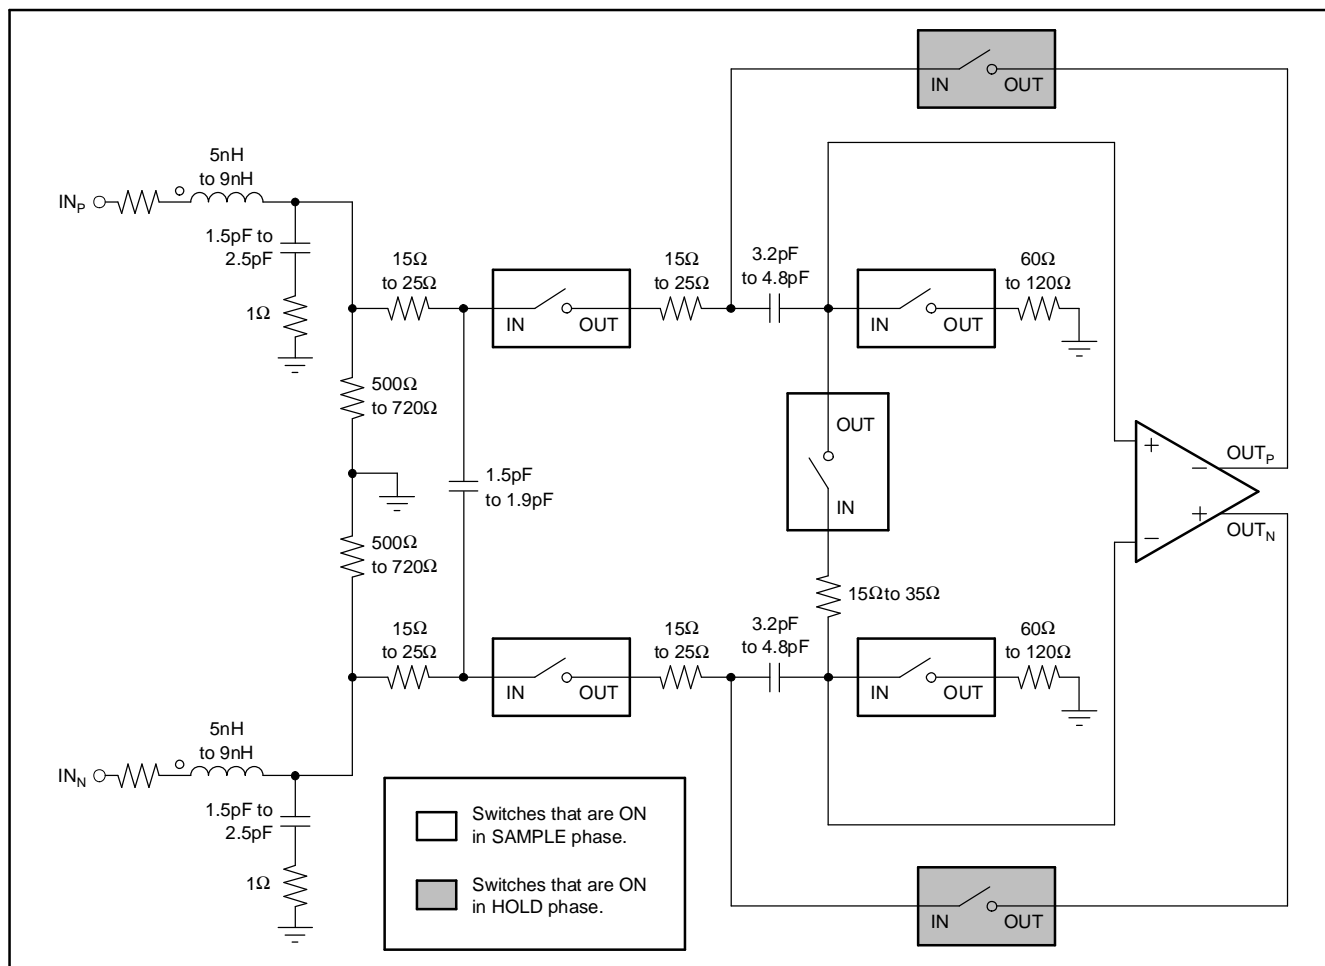 IN OUT
5nH
to 9nH
INP
1.5pF to
2.5pF
1Ω
15Ω
to 25Ω
IN OUT
15Ω
to 25Ω
3.2pF
to 4.8pF
IN OUT
60Ω
to 120Ω
500Ω
to 720Ω
1.5pF
to 1.9pF
OUT
IN
+
−
−
+
OUTP
OUTN
500Ω
to 720Ω
15Ω to 35Ω
15Ω
to 25Ω
IN OUT
15Ω
to 25Ω
3.2pF
to 4.8pF
IN OUT
60Ω
to 120Ω
5nH
to 9nH
INN
1.5pF to
2.5pF
1Ω
Switches that are ON
in SAMPLE phase.
Switches that are ON
in HOLD phase.
IN OUT